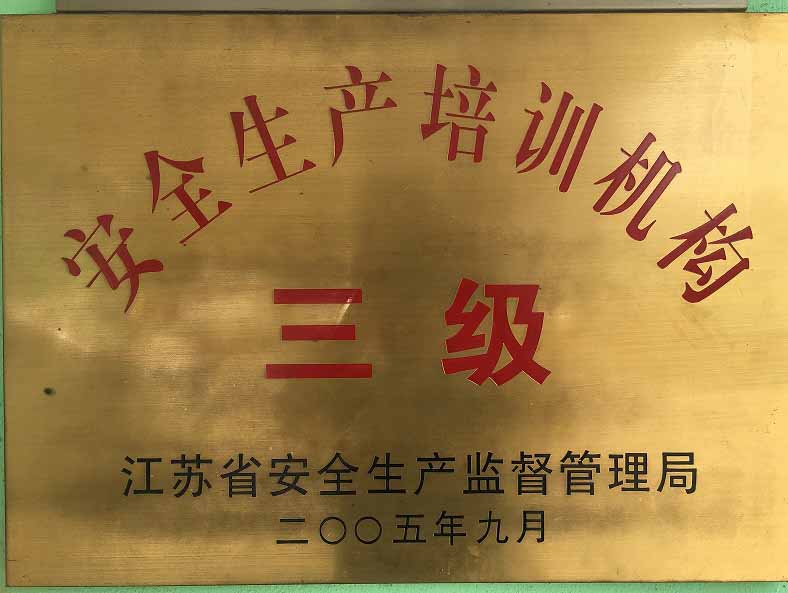 安全生产培训机构
三级
江苏省安全生产监督管理局
二〇〇五年九月